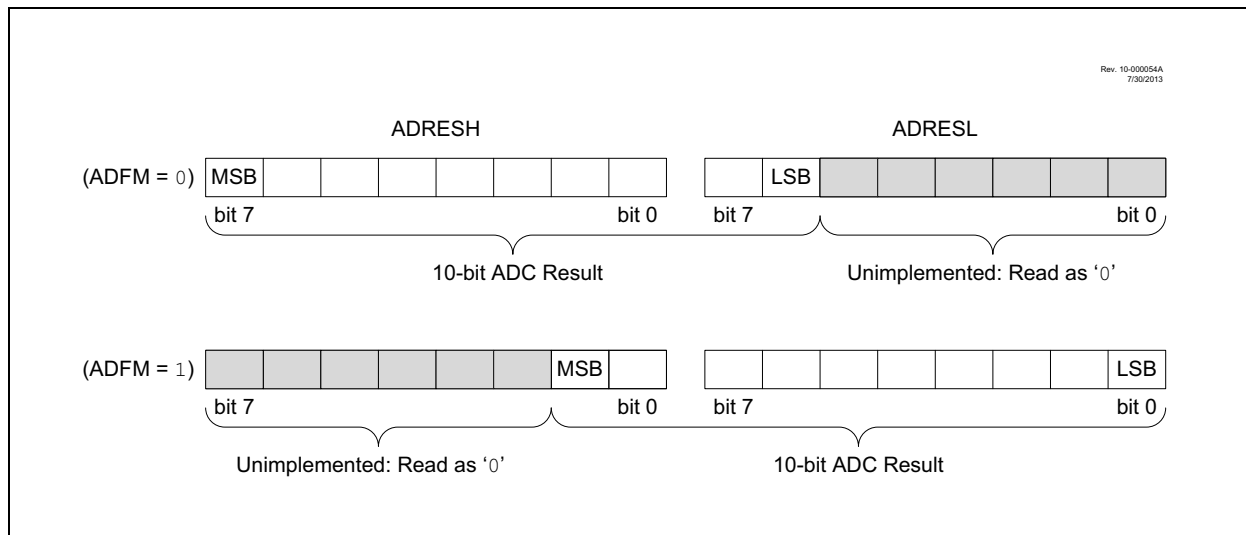 Rev. 10-000054A
7/30/2013
ADRESH ADRESL
(ADFM = 0) MSB LSB
bit 7 bit 0 bit 7 bit 0
10-bit ADC Result Unimplemented: Read as ‘0’
(ADFM = 1) MSB LSB
bit 7 bit 0 bit 7 bit 0
Unimplemented: Read as ‘0’ 10-bit ADC Result